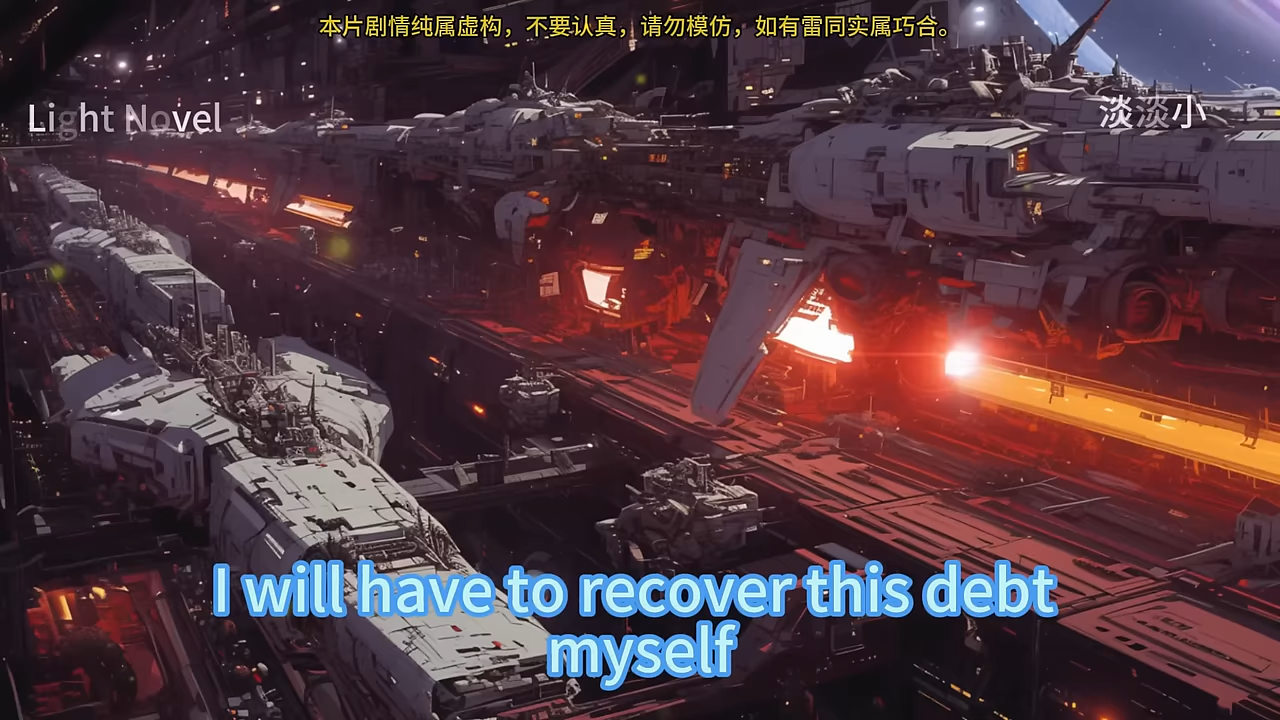 本片剧情纯属虚构，不要认真，请勿模仿，如有雷同实属巧合。
Light Novel
淡淡小
I will have to recover this debt
myself